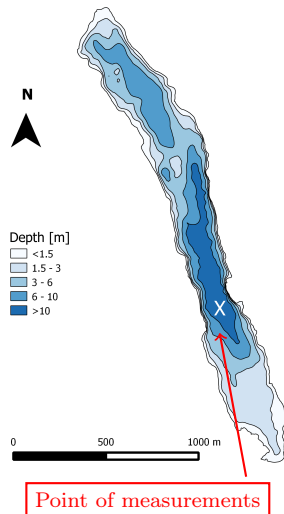 N
Depth [m]
<1.5
1.5 - 3
3 - 6
6 - 10
>10
X
0 500 1000 m
Point of measurements